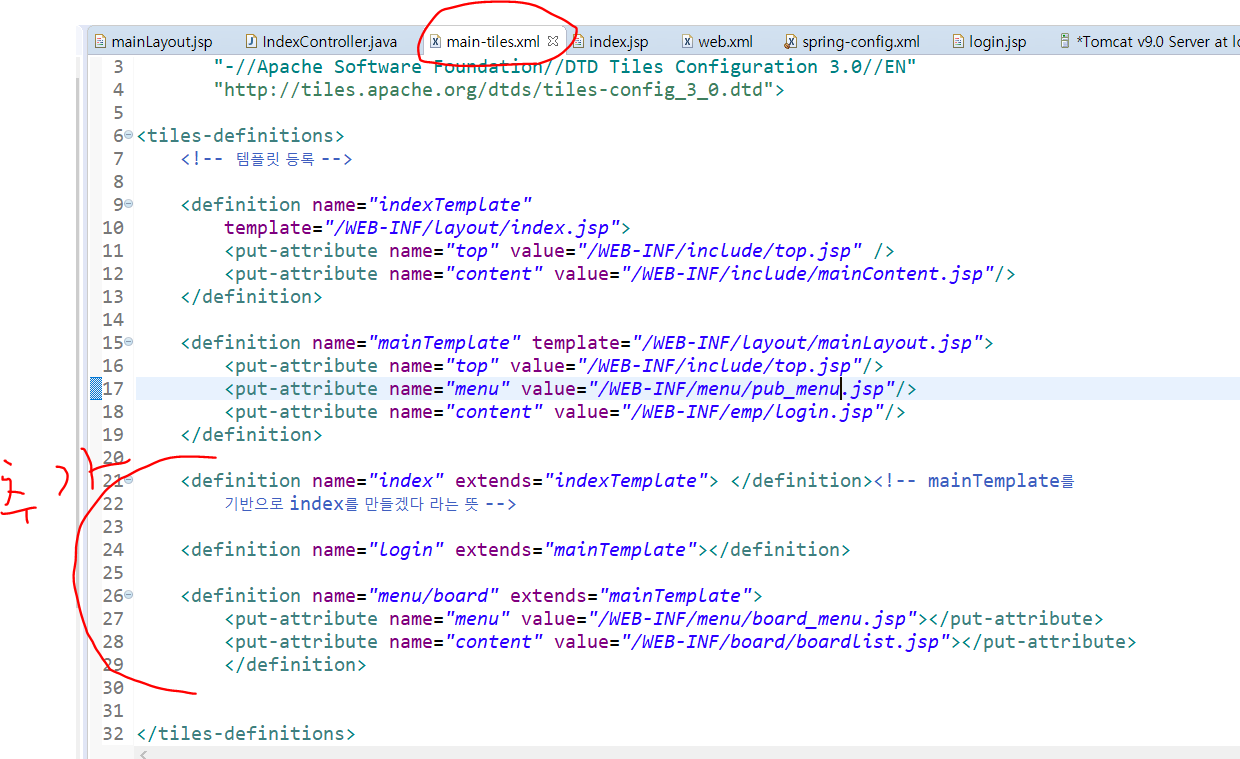 mainLayout.jsp IndexController.java main-tiles.xml index.jsp web.xml spring-config.xml login.jsp *Tomcat v9.0 Server at lo
3 "-//Apache Software Foundation//DTD Tiles Configuration 3.0//EN"
4 "http://tiles.apache.org/dtds/tiles-config_3_0.dtd">
5
6 <tiles-definitions>
7 <!-- 템플릿 등록 -->
8
9 <definition name="indexTemplate"
10 template="/WEB-INF/layout/index.jsp">
11 <put-attribute name="top" value="/WEB-INF/include/top.jsp" />
12 <put-attribute name="content" value="/WEB-INF/include/mainContent.jsp"/>
13 </definition>
14
15 <definition name="mainTemplate" template="/WEB-INF/layout/mainLayout.jsp">
16 <put-attribute name="top" value="/WEB-INF/include/top.jsp"/>
17 <put-attribute name="menu" value="/WEB-INF/menu/pub_menu.jsp"/>
18 <put-attribute name="content" value="/WEB-INF/emp/login.jsp"/>
19 </definition>
20
추가
21 <definition name="index" extends="indexTemplate"> </definition><!-- mainTemplate를
22 기반으로 index를 만들겠다 라는 뜻 -->
23
24 <definition name="login" extends="mainTemplate"></definition>
25
26 <definition name="menu/board" extends="mainTemplate">
27 <put-attribute name="menu" value="/WEB-INF/menu/board_menu.jsp"></put-attribute>
28 <put-attribute name="content" value="/WEB-INF/board/boardlist.jsp"></put-attribute>
29 </definition>
30
31
32 </tiles-definitions>